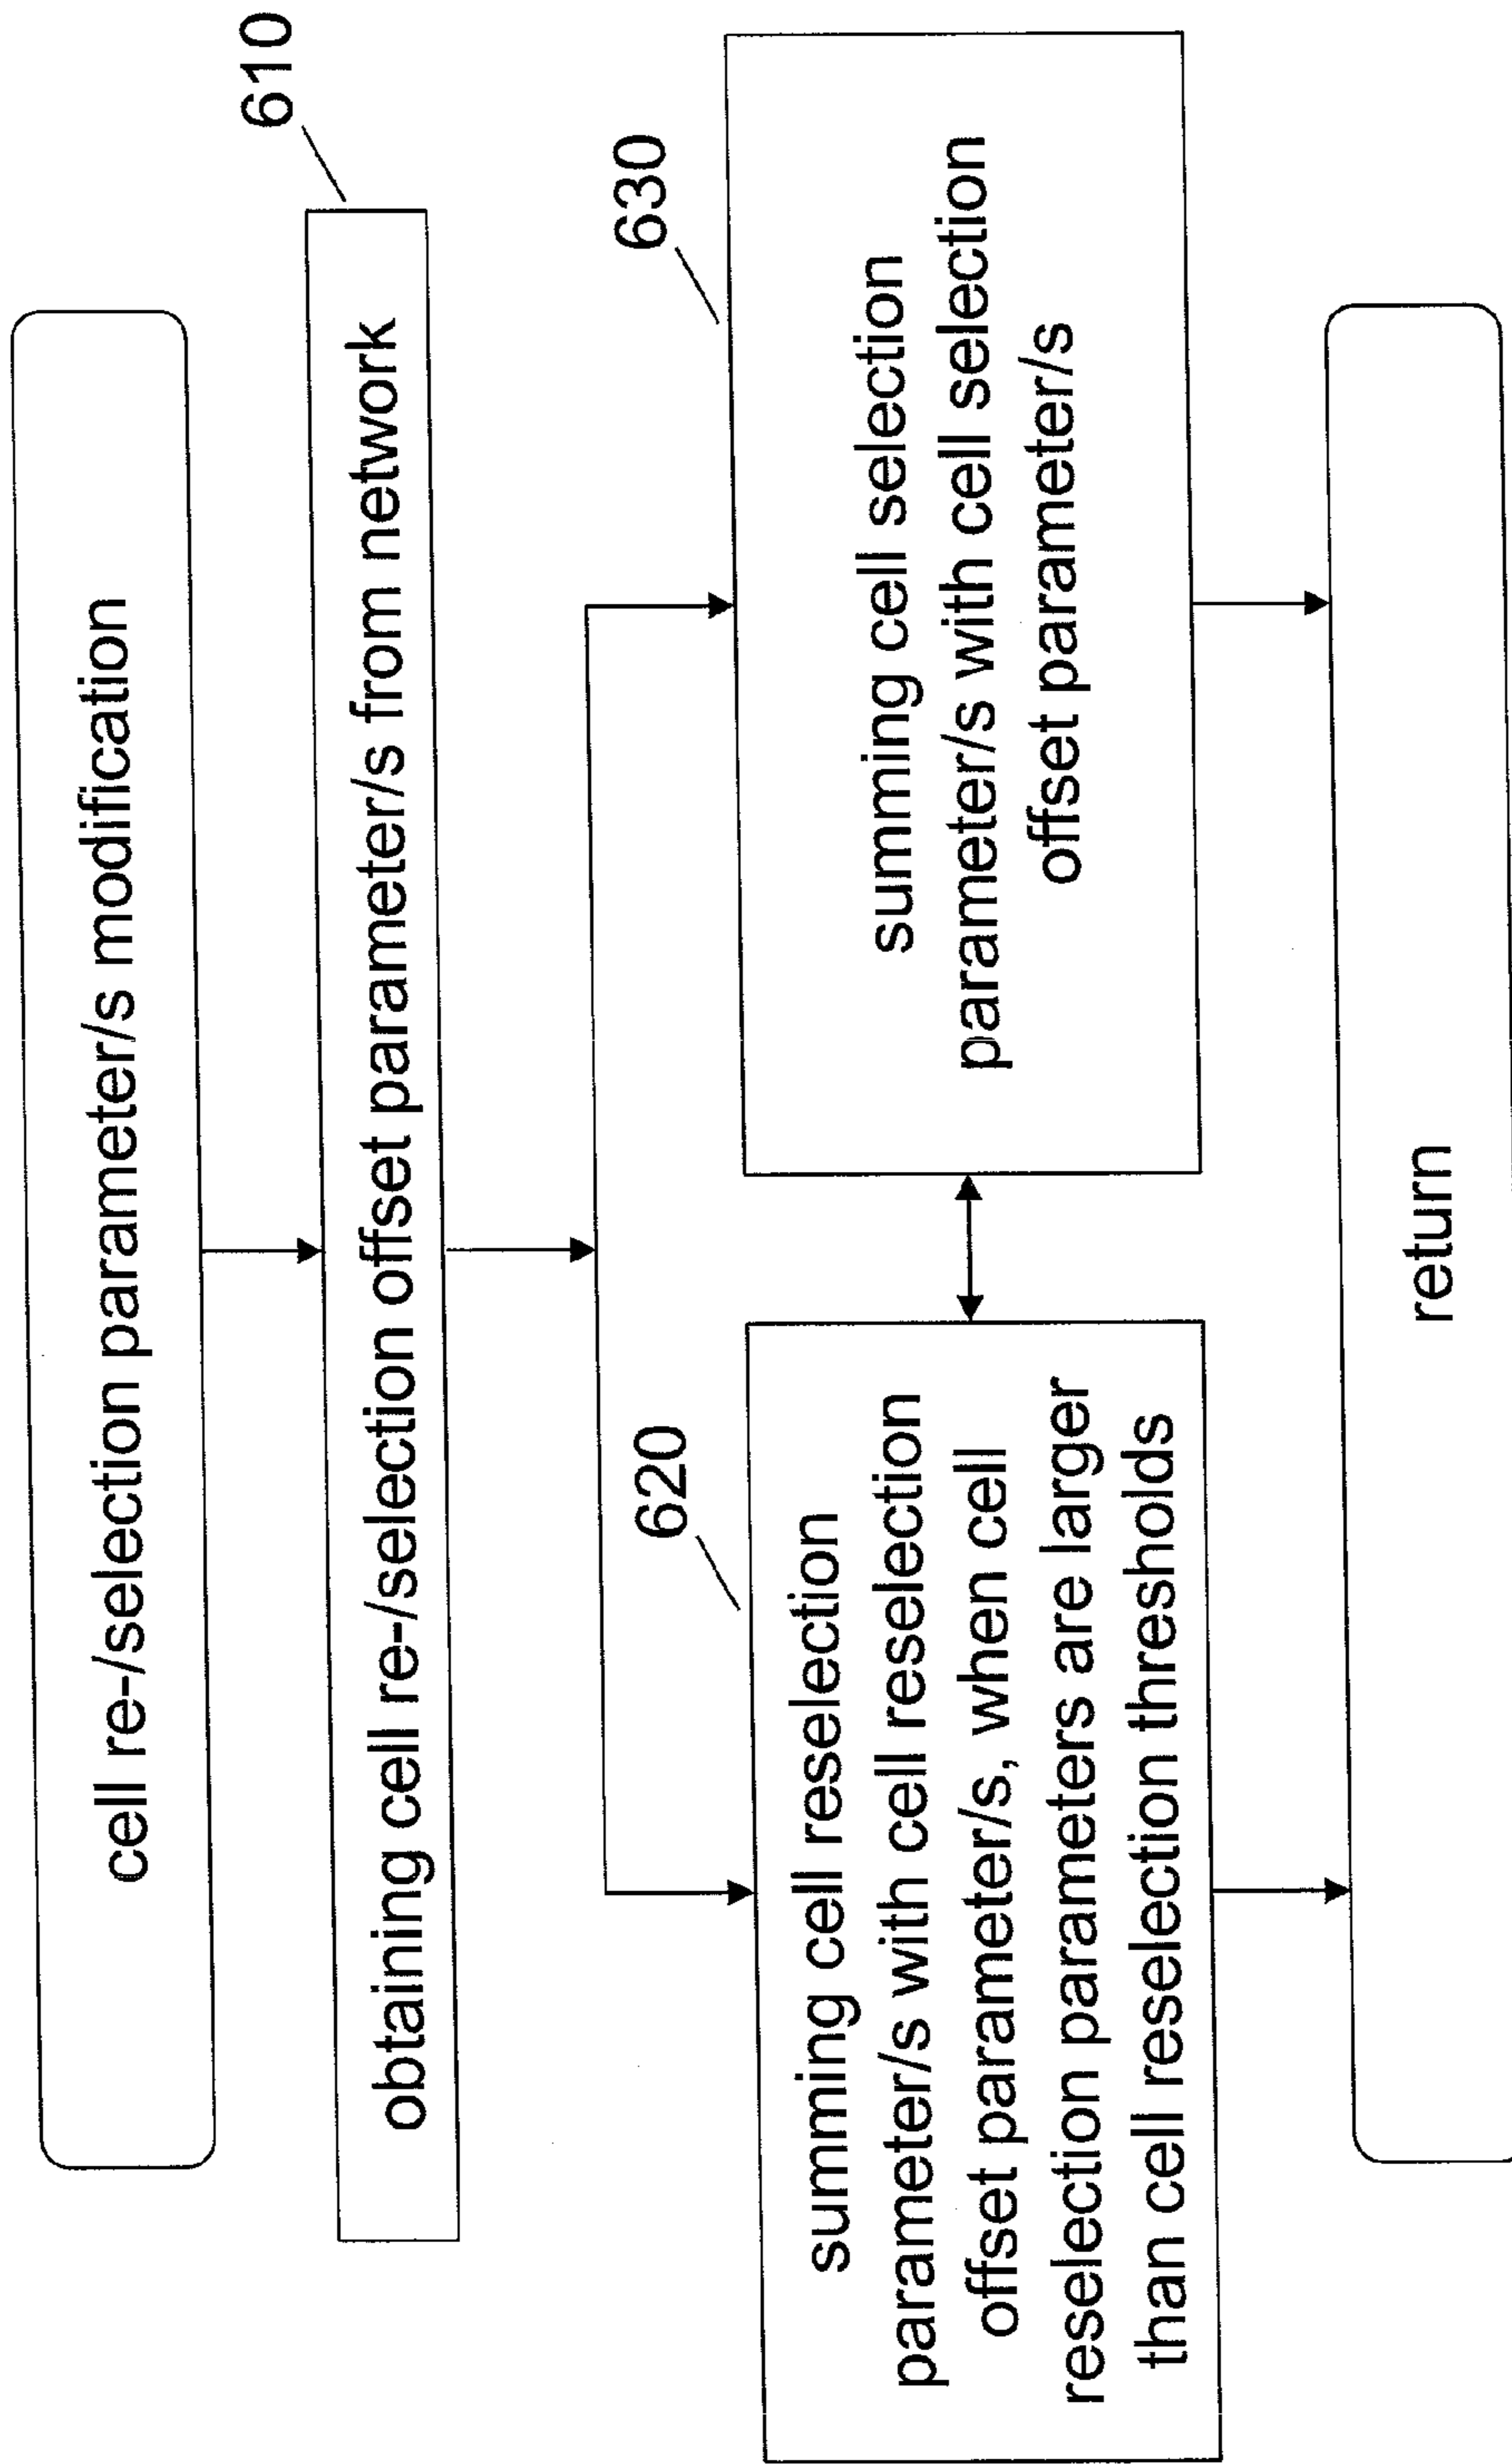 cell re-/selection parameter/s modification
610
obtaining cell re-/selection offset parameter/s from network
620
summing cell reselection
parameter/s with cell reselection
offset parameter/s, when cell
reselection parameters are larger
than cell reselection thresholds
630
summing cell selection
parameter/s with cell selection
offset parameter/s
return